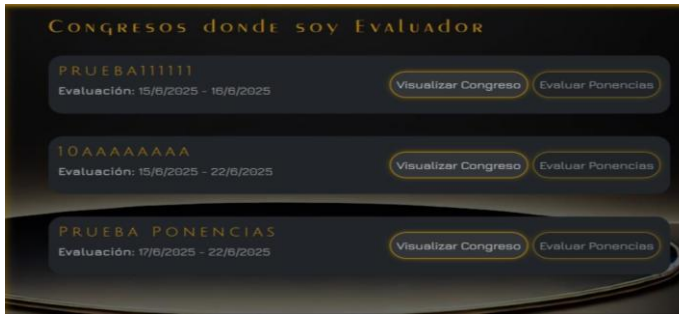 Congresos donde soy Evaluador
PRUEBA111111
Evaluación: 15/6/2025 - 16/6/2025
Visualizar Congreso
Evaluar Ponencias
10AAAAAAAA
Evaluación: 15/6/2025 - 22/6/2025
Visualizar Congreso
Evaluar Ponencias
Prueba Ponencias
Evaluación: 17/6/2025 - 22/6/2025
Visualizar Congreso
Evaluar Ponencias